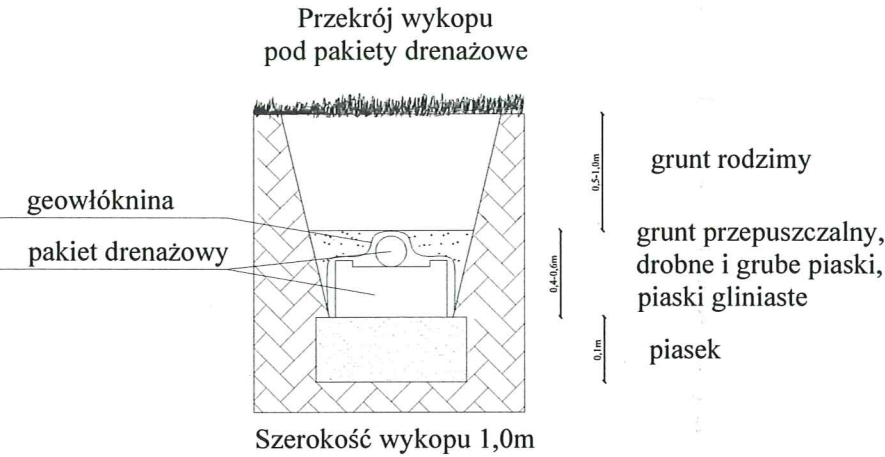 Przekrój wykopu
pod pakiety drenażowe
geowłóknina
pakiet drenażowy
0,5-1,0m
grunt rodzimy
0,4-0,6m
grunt przepuszczalny,
drobne i grube piaski,
piaski gliniaste
0,1m
piasek
Szerokość wykopu 1,0m